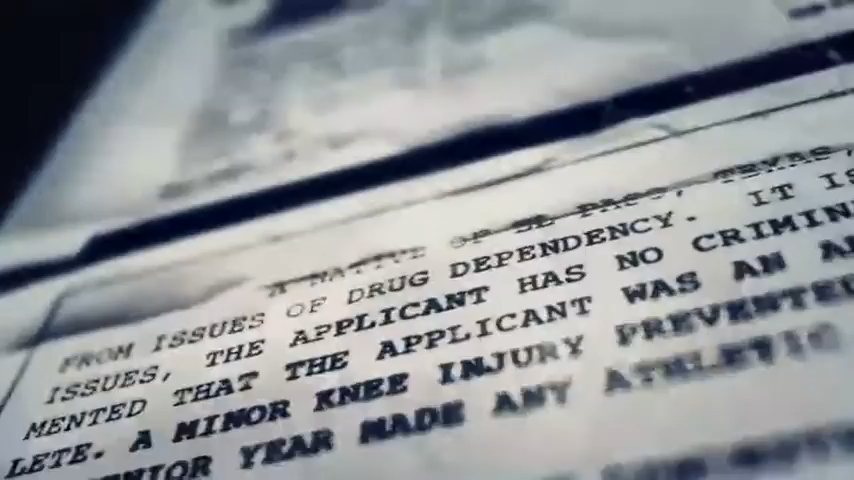 A NATIVE OF EL PASO, TEXAS,
FROM ISSUES OF DRUG DEPENDENCY. IT IS
ISSUES, THE APPLICANT HAS NO CRIMIN
MENTED THAT THE APPLICANT WAS AN A
LETE. A MINOR KNEE INJURY PREVENTE
ENIOR YEAR MADE ANY ATHLETIC